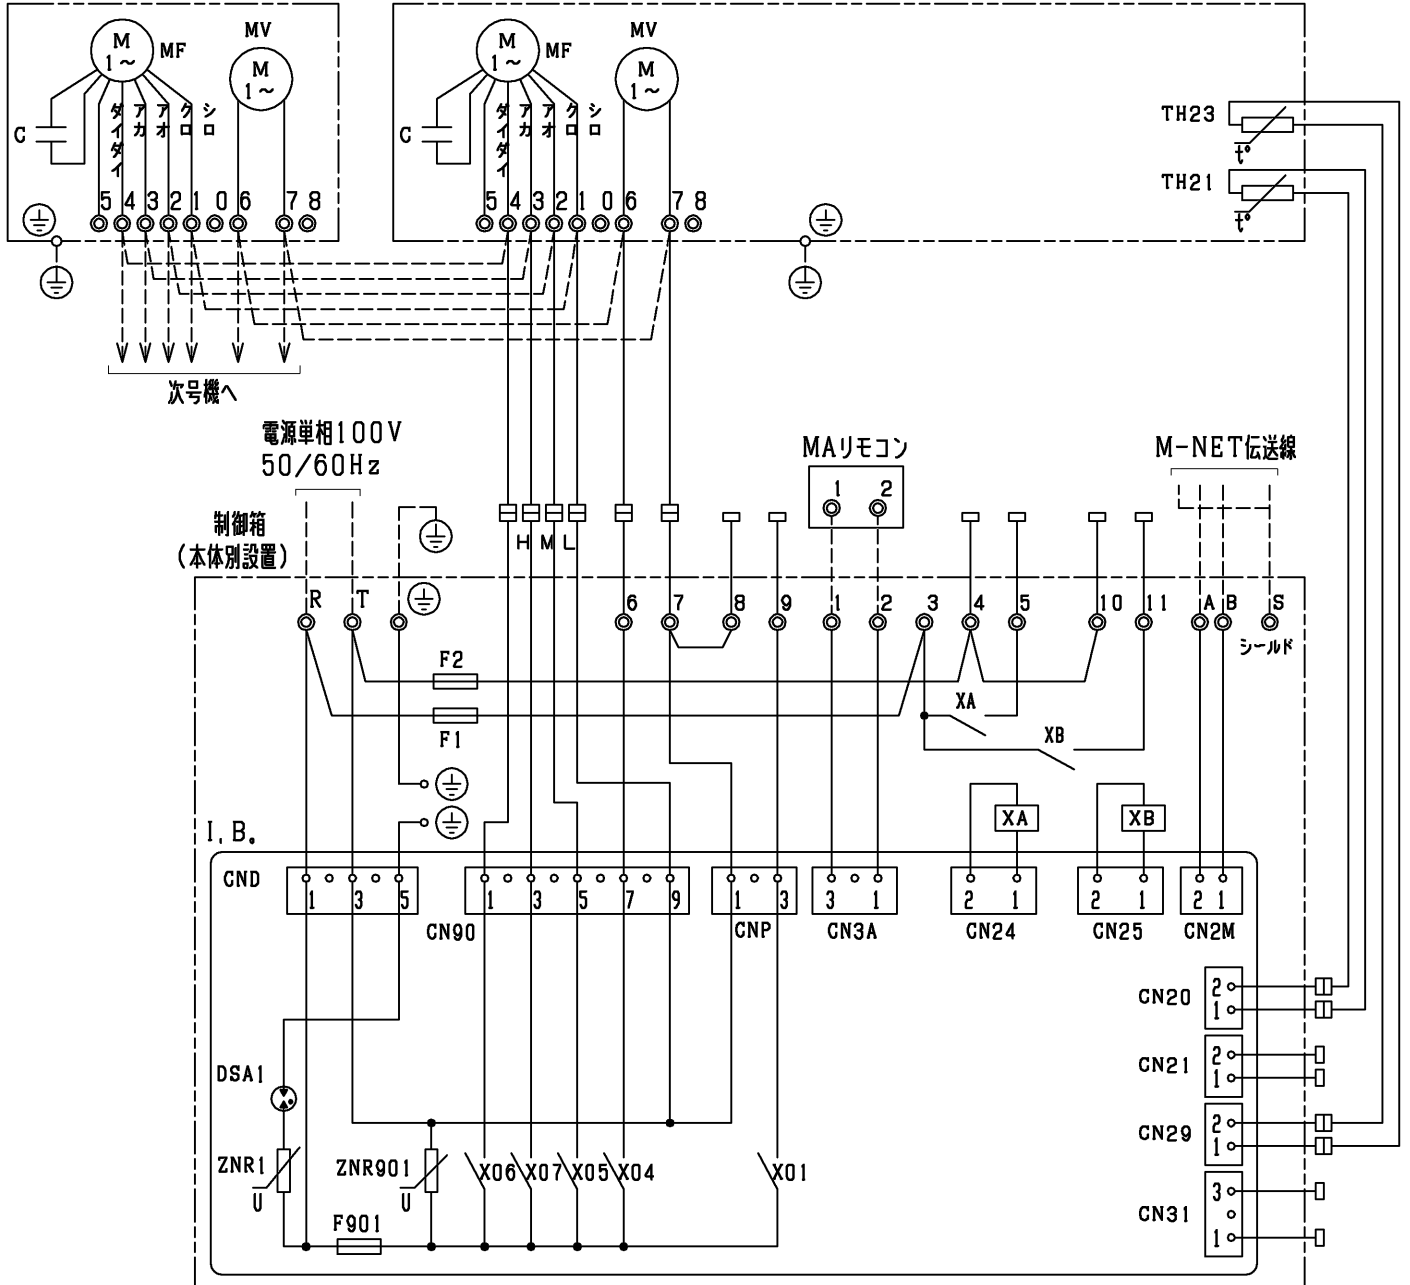 M
1～
MF
MV
M
1～
C
ダイダイ
アカ
アオ
クロ
シロ
5 4 3 2 1 0 6 7 8
M
1～
MF
MV
M
1～
C
ダイダイ
アカ
アオ
クロ
シロ
5 4 3 2 1 0 6 7 8
TH23
t°
TH21
t°
次号機へ
電源単相100V
50/60Hz
MAリモコン
1 2
M-NET伝送線
制御箱
(本体別設置)
H M L
R T
6 7 8 9 1 2 3 4 5 10 11 A B S
シールド
F2
F1
XA
XB
XA
XB
I.B.
CND
1 3 5
CN90
1 3 5 7 9
CNP
1 3
CN3A
3 1
CN24
2 1
CN25
2 1
CN2M
2 1
CN20
2
1
CN21
2
1
CN29
2
1
CN31
3
1
DSA1
ZNR1
U
ZNR901
U
F901
X06 X07 X05 X04 X01